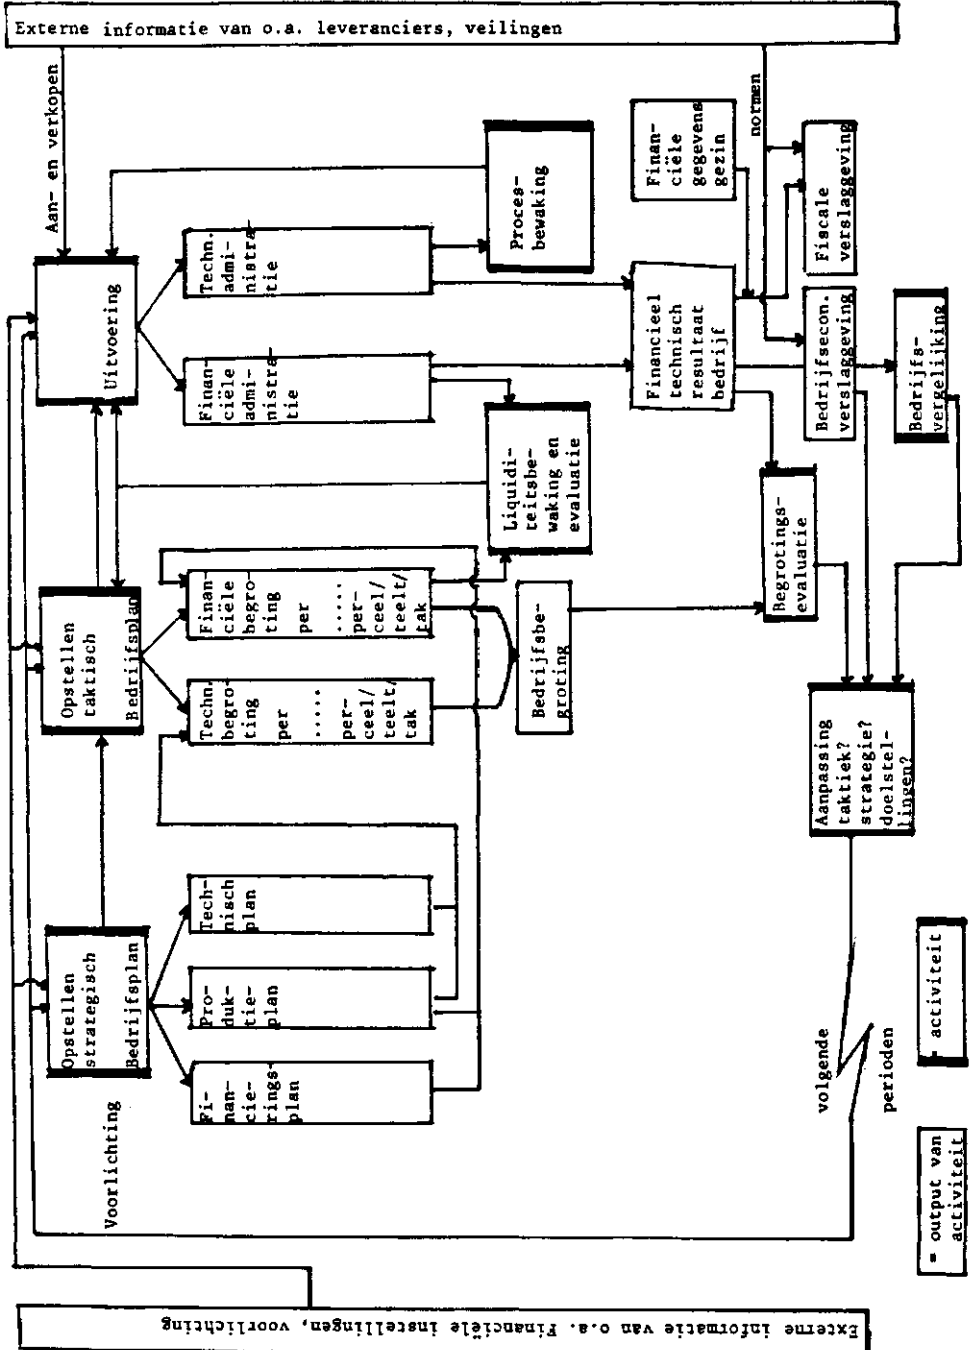 Externe informatie van o.a. leveranciers, veilingen
Aan- en verkopen
normen
Uitvoering
Techn.
admi-
nistra-
tie
Finan-
ciële
admi-
nistra-
tie
Proces-
bewaking
Finan-
ciële
gegevens
gezin
Fiscale
verslaggeving
Financieel
technisch
resultaat
bedrijf
Bedrijfsecon.
verslaggeving
Bedrijfs-
vergelijking
Liquidi-
teitsbe-
waking en
evaluatie
Begrotings-
evaluatie
Opstellen
taktisch
Bedrijfsplan
Finan-
ciële
begro-
ting
per
.....
per-
ceel/
teelt/
tak
Techn.
begro-
ting
per
.....
per-
ceel/
teelt/
tak
Bedrijfsbe-
groting
Aanpassing
taktiek?
strategie?
doelstel-
lingen?
Opstellen
strategisch
Bedrijfsplan
Tech-
nisch
plan
Pro-
duk-
tie-
plan
Fi-
nan-
cie-
rings-
plan
Voorlichting
volgende
perioden
= activiteit
= output van
activiteit
Externe informatie van o.a. Financiële instellingen, voorlichting